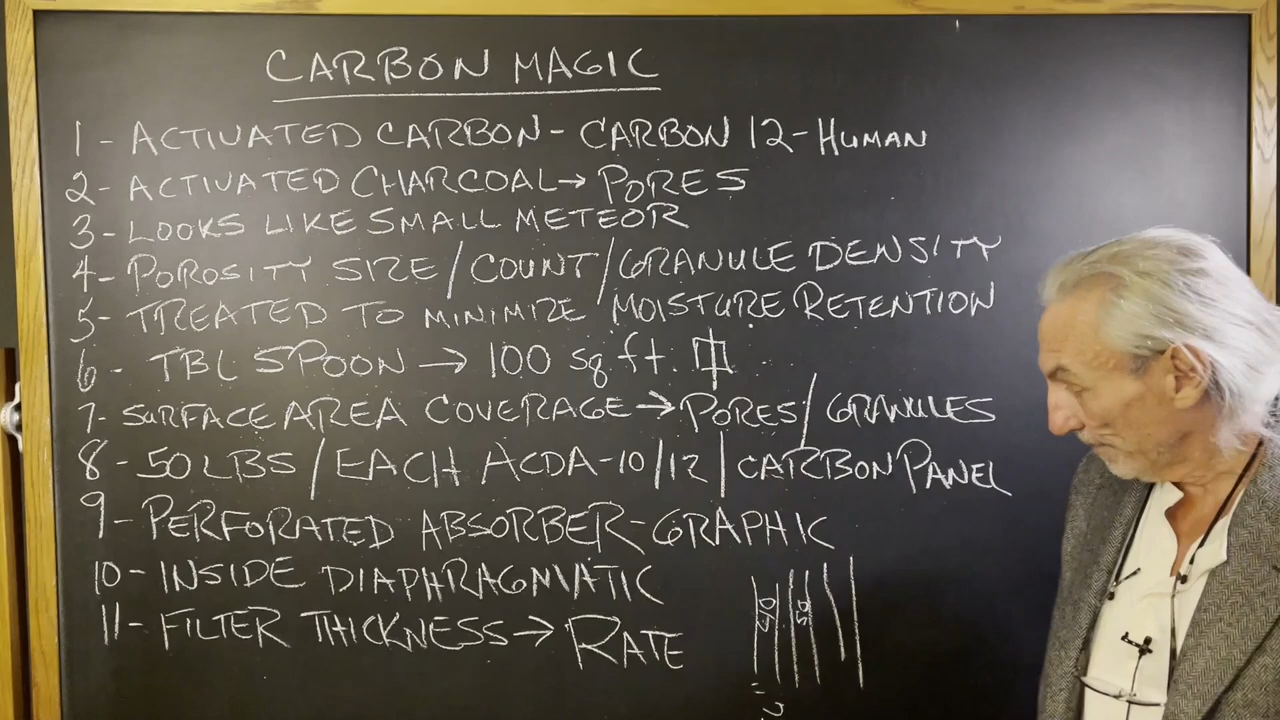 CARBON MAGIC
1 - ACTIVATED CARBON - CARBON 12 - HUMAN
2 - ACTIVATED CHARCOAL → PORES
3 - LOOKS LIKE SMALL METEOR
4 - POROSITY SIZE / COUNT / GRANULE DENSITY
5 - TREATED TO MINIMIZE MOISTURE RETENTION
6 - TBL SPOON → 100 sq ft.
7 - SURFACE AREA COVERAGE → PORES / GRANULES
8 - 50 LBS / EACH ACDA-10/12 | CARBON PANEL
9 - PERFORATED ABSORBER - GRAPHIC
10 - INSIDE DIAPHRAGMATIC
11 - FILTER THICKNESS → RATE